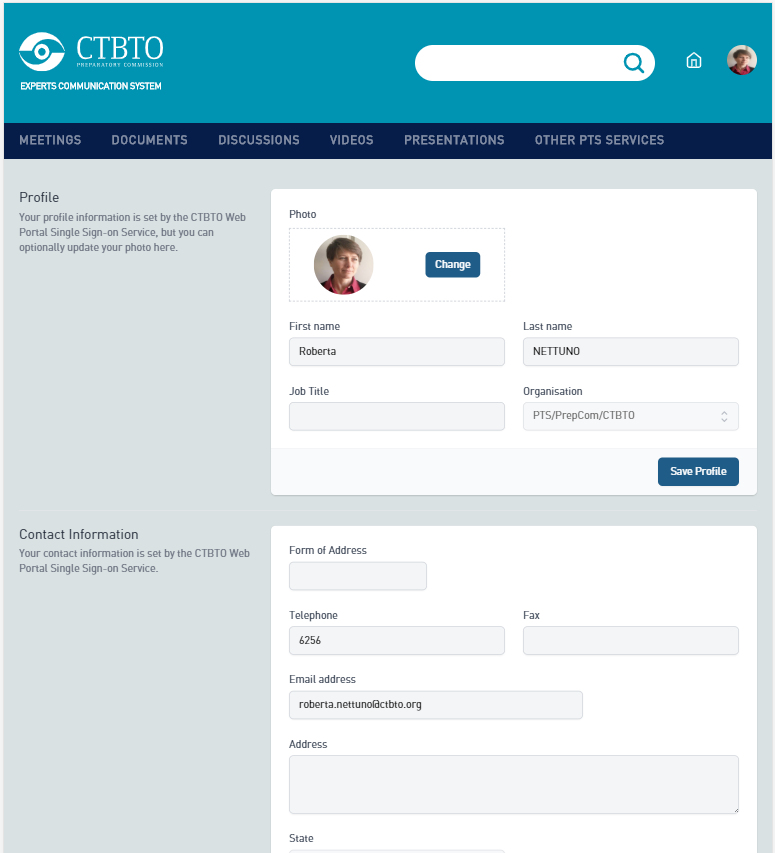 CTBTO
PREPARATORY COMMISSION
EXPERTS COMMUNICATION SYSTEM
MEETINGS DOCUMENTS DISCUSSIONS VIDEOS PRESENTATIONS OTHER PTS SERVICES
Profile
Your profile information is set by the CTBTO Web
Portal Single Sign-on Service, but you can
optionally update your photo here.
Photo
Change
First name Last name
Roberta NETTUNO
Job Title Organisation
PTS/PrepCom/CTBTO
Save Profile
Contact Information
Your contact information is set by the CTBTO Web
Portal Single Sign-on Service.
Form of Address
Telephone Fax
6256
Email address
roberta.nettuno@ctbto.org
Address
State